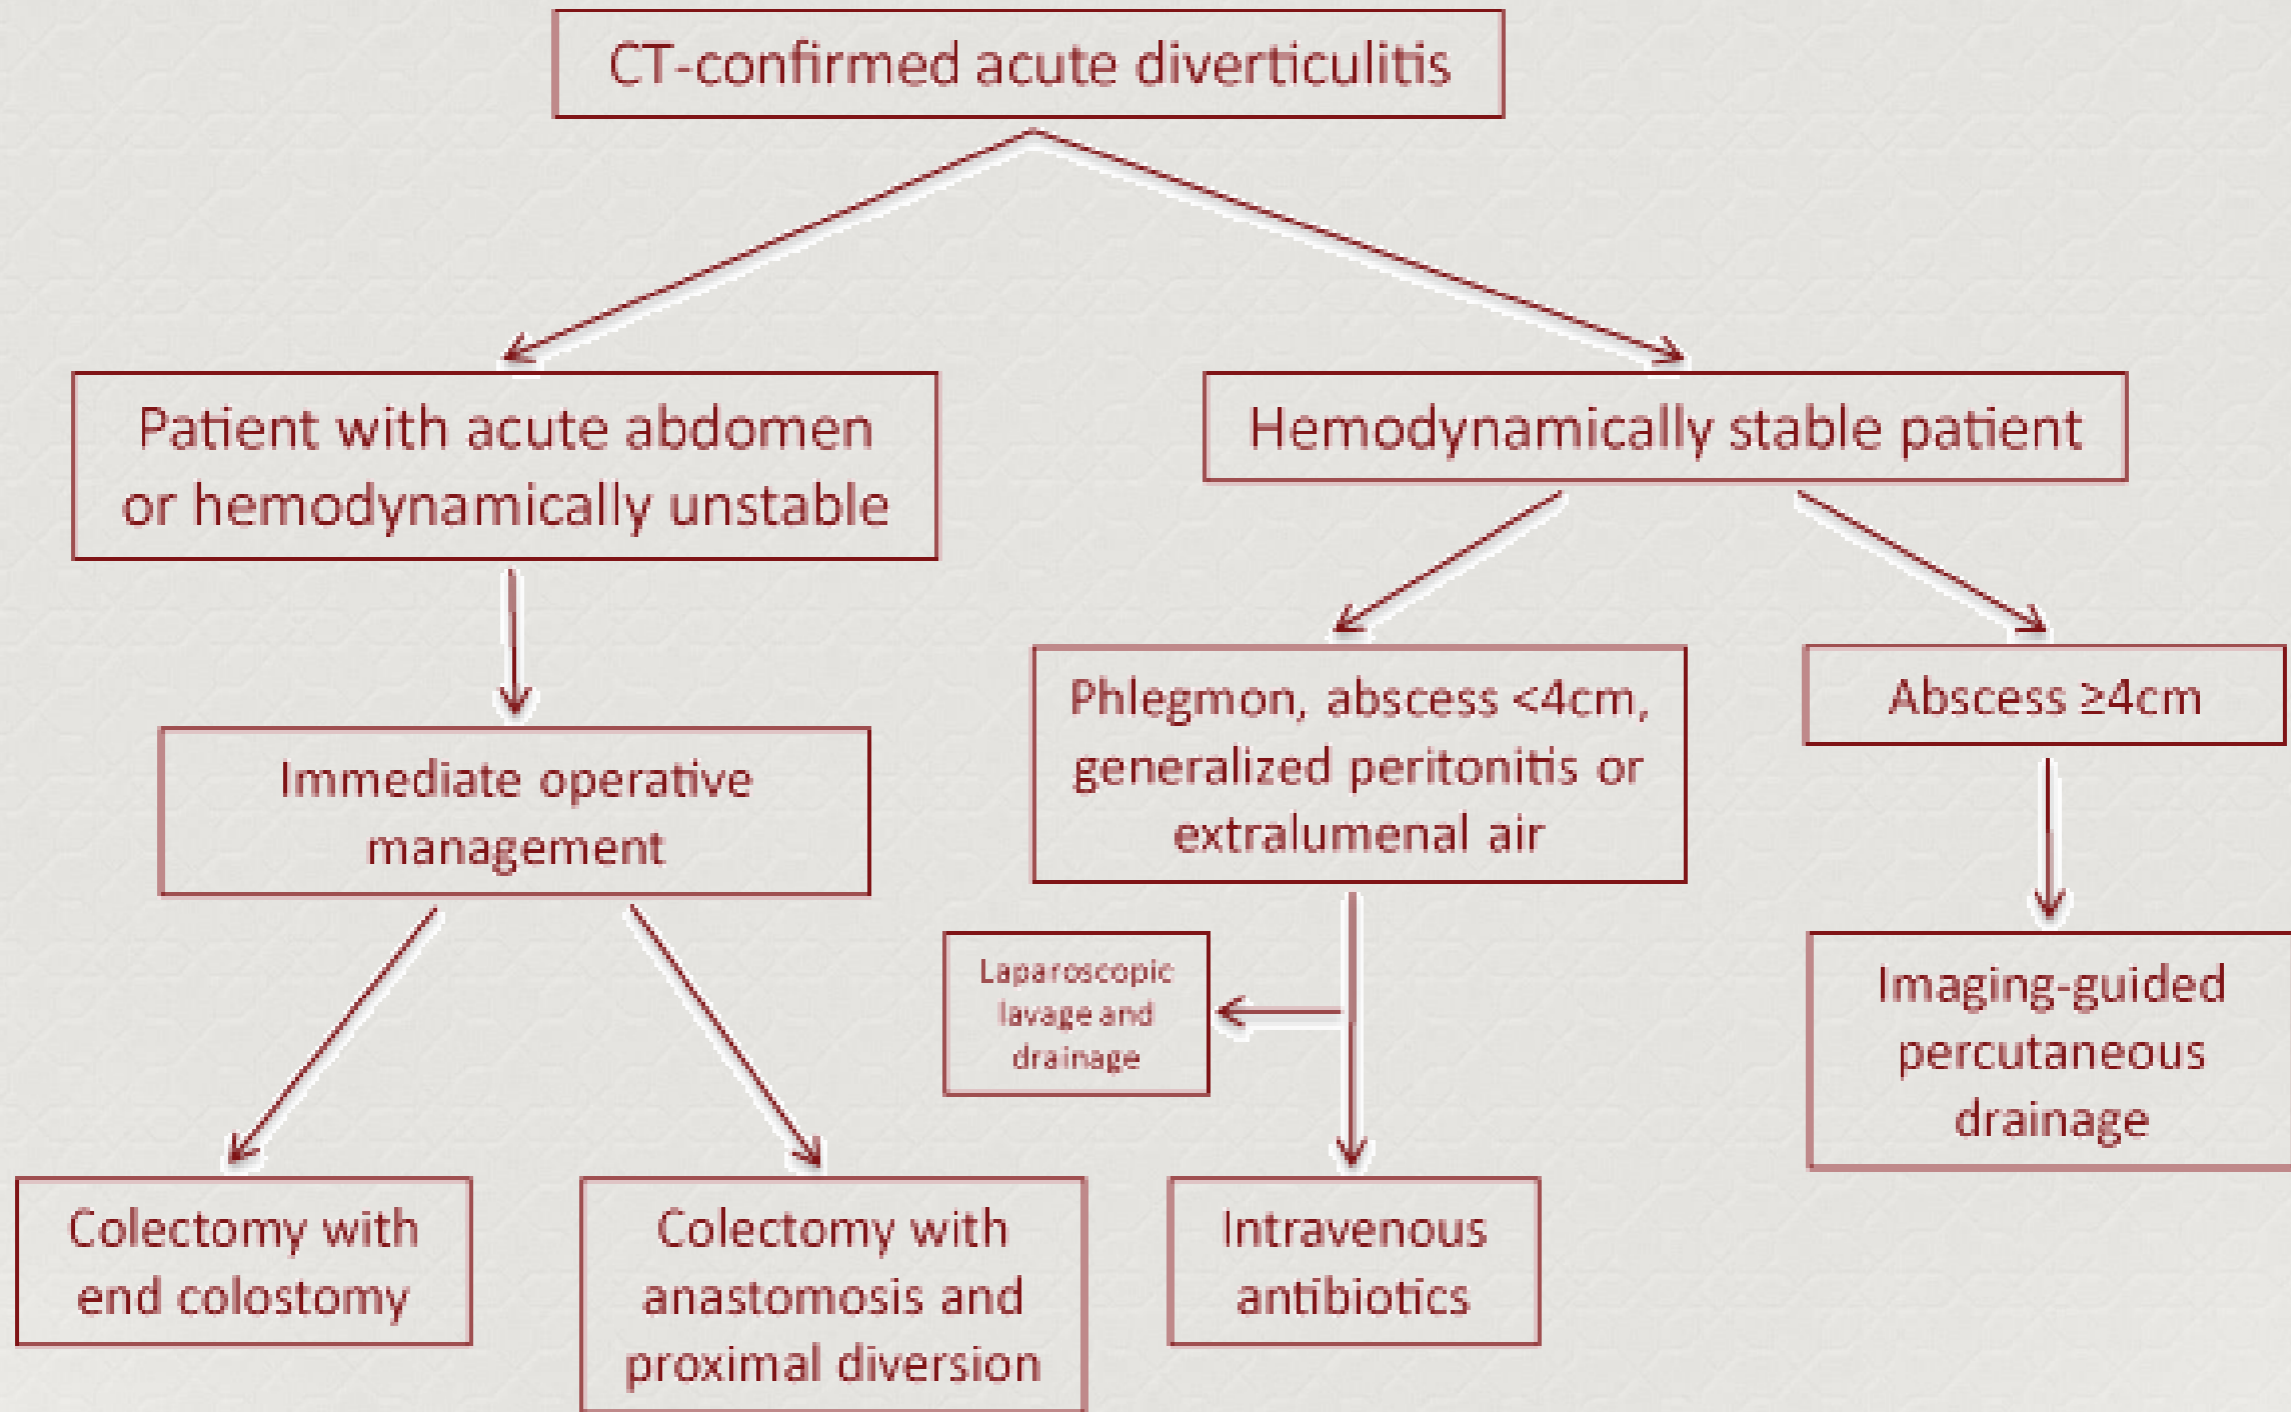 CT-confirmed acute diverticulitis
Patient with acute abdomen
or hemodynamically unstable
Hemodynamically stable patient
Immediate operative
management
Phlegmon, abscess <4cm,
generalized peritonitis or
extralumenal air
Abscess ≥4cm
Laparoscopic
lavage and
drainage
Imaging-guided
percutaneous
drainage
Colectomy with
end colostomy
Colectomy with
anastomosis and
proximal diversion
Intravenous
antibiotics